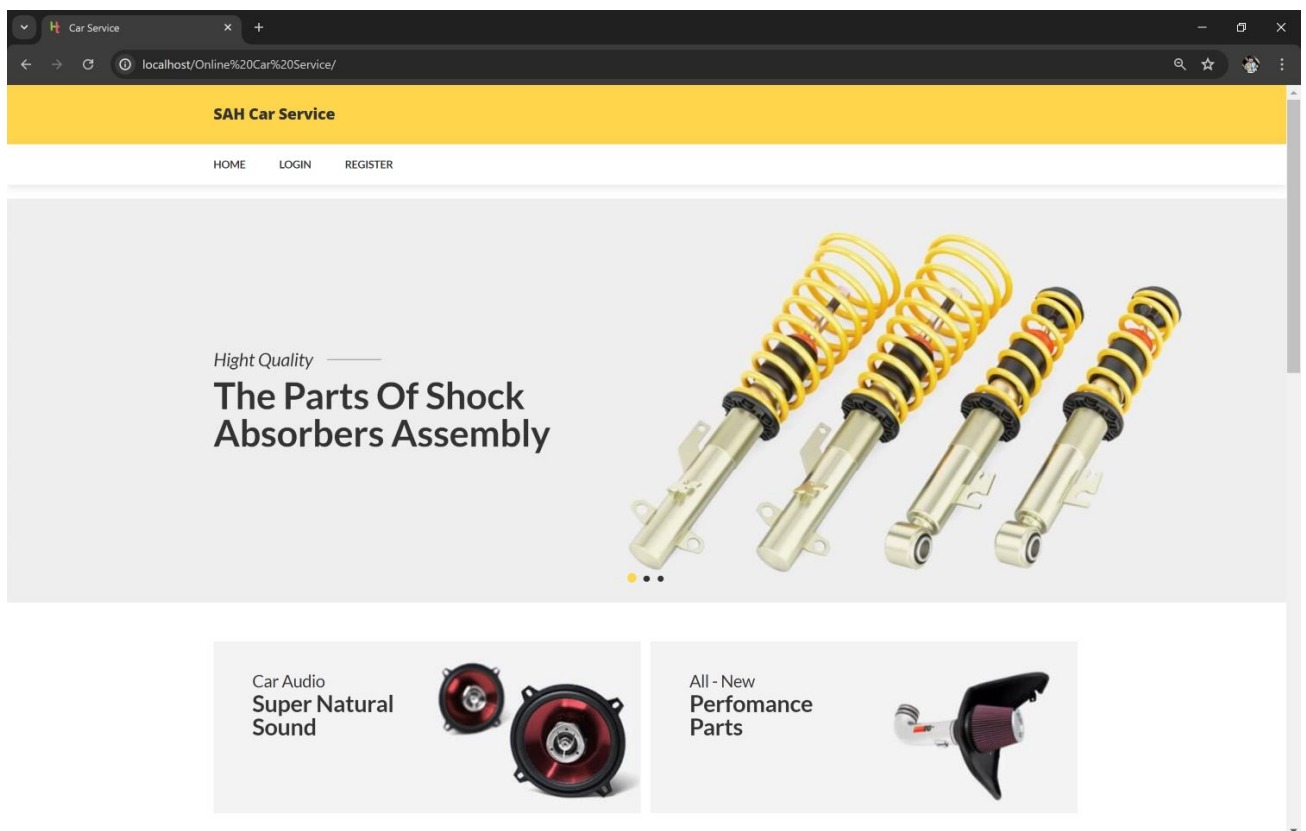 Car Service
localhost/Online%20Car%20Service/
SAH Car Service
HOME LOGIN REGISTER
Hight Quality
The Parts Of Shock
Absorbers Assembly
Car Audio
Super Natural
Sound
All - New
Perfomance
Parts